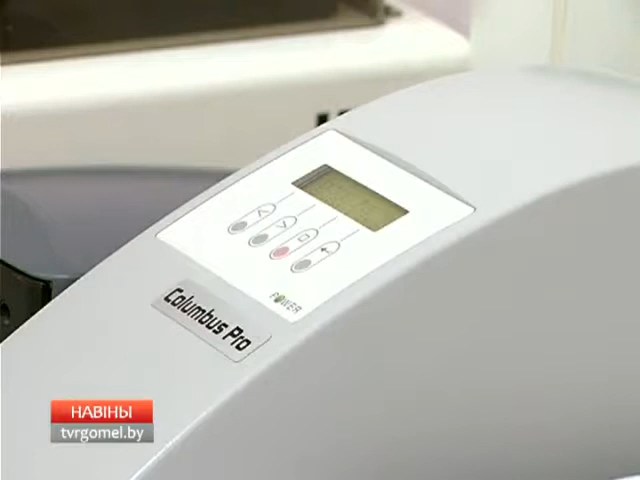 POWER
Columbus Pro
НАВІНЫ
tvrgomel.by